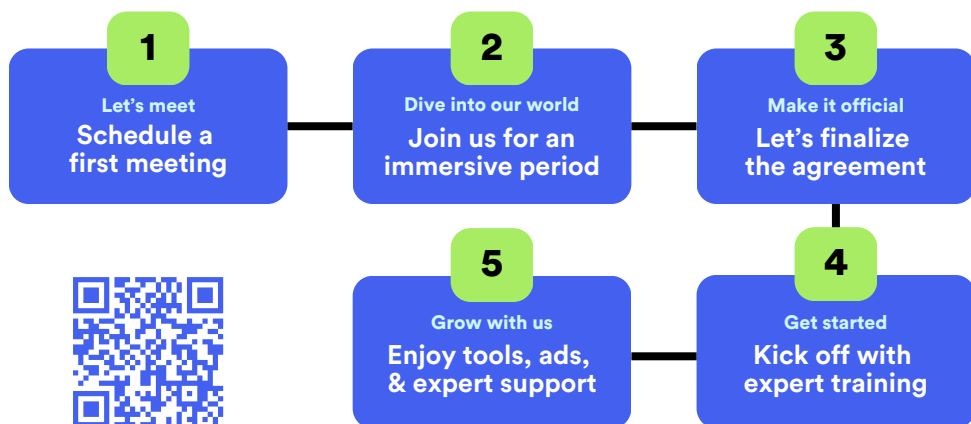 1
Let's meet
Schedule a
first meeting
2
Dive into our world
Join us for an
immersive period
3
Make it official
Let's finalize
the agreement
4
Get started
Kick off with
expert training
5
Grow with us
Enjoy tools, ads,
& expert support